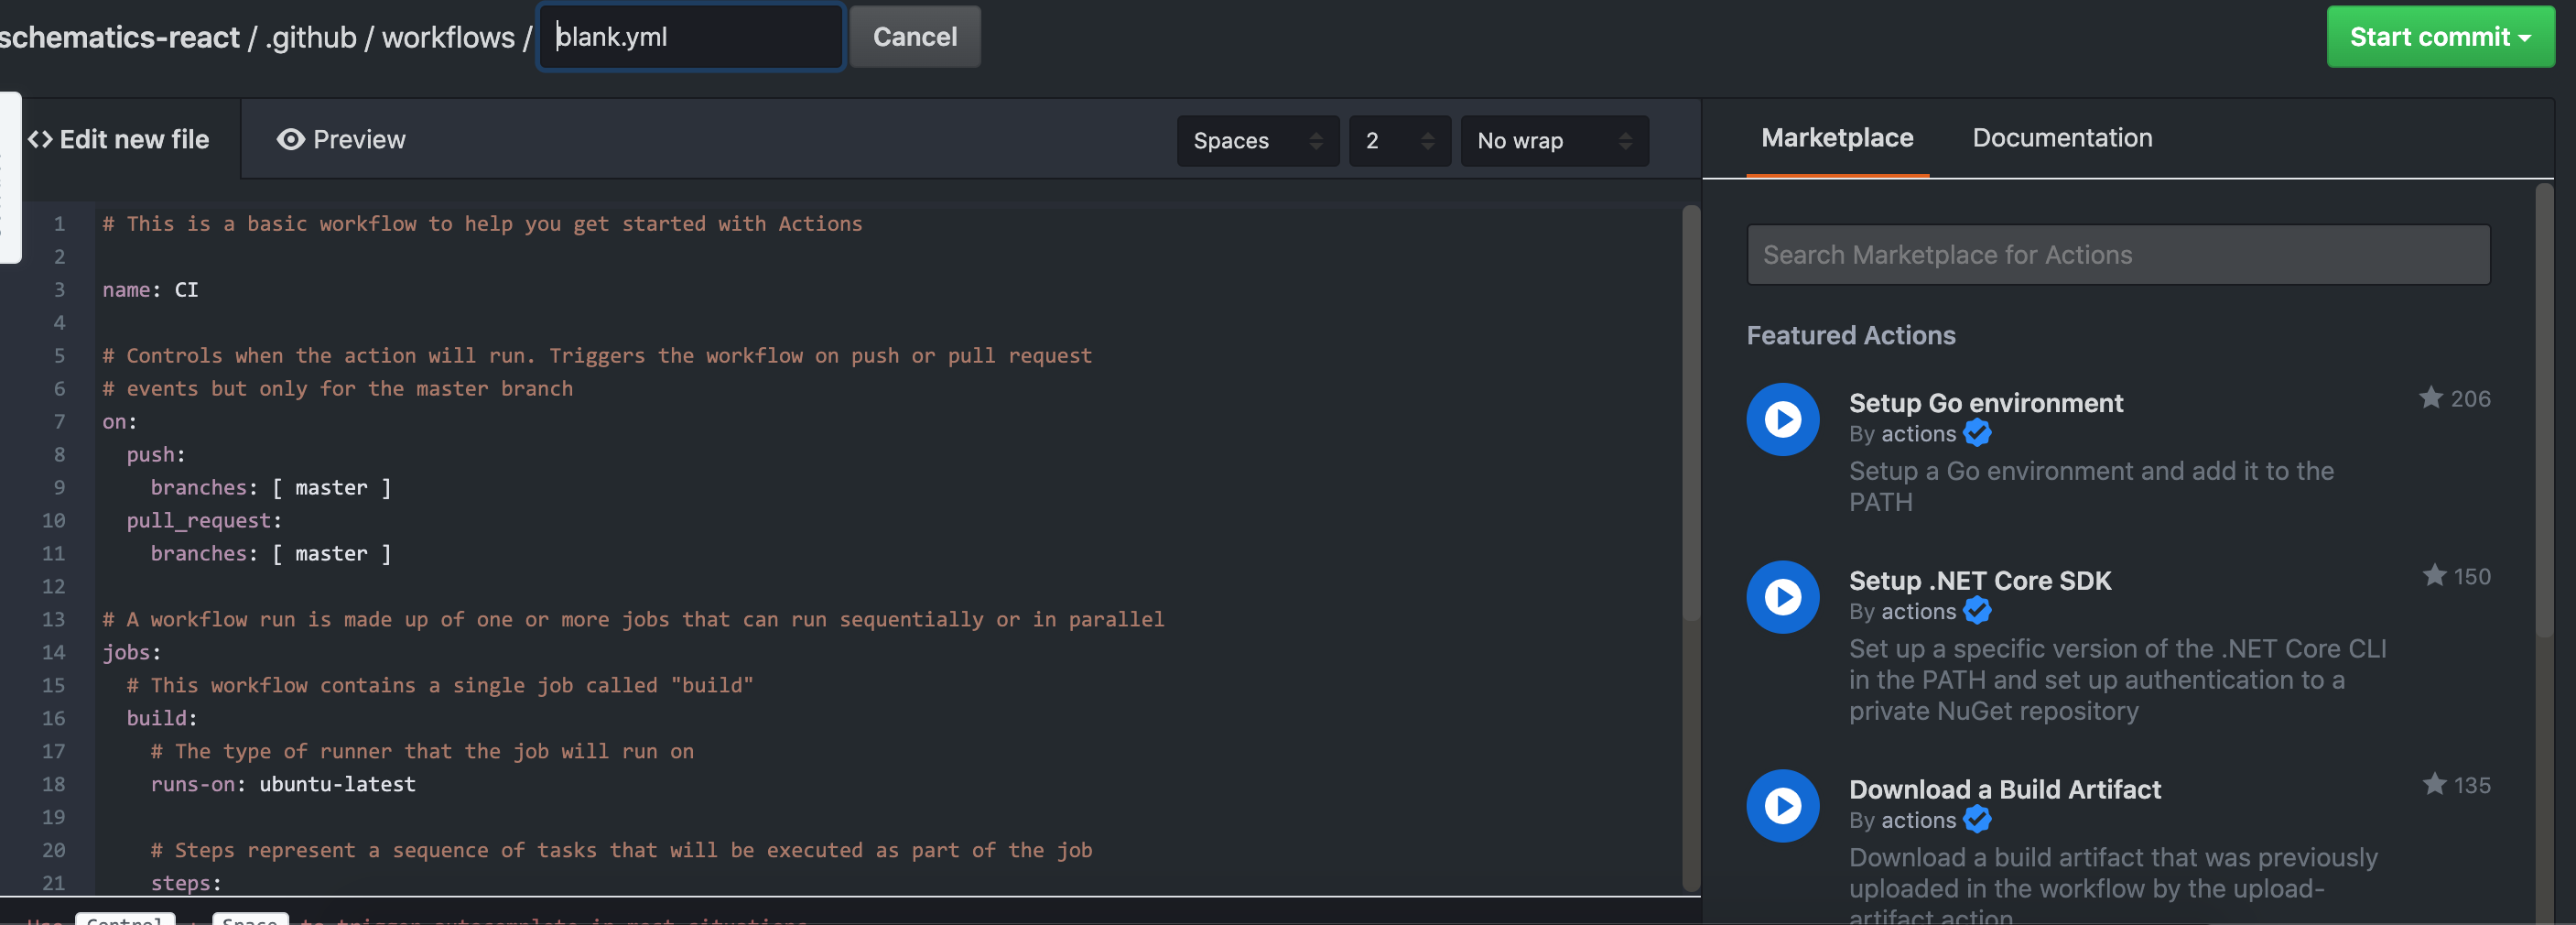 schematics-react / .github / workflows / blank.yml Cancel Start commit
<> Edit new file Preview Spaces 2 No wrap
1 # This is a basic workflow to help you get started with Actions
2
3 name: CI
4
5 # Controls when the action will run. Triggers the workflow on push or pull request
6 # events but only for the master branch
7 on:
8 push:
9 branches: [ master ]
10 pull_request:
11 branches: [ master ]
12
13 # A workflow run is made up of one or more jobs that can run sequentially or in parallel
14 jobs:
15 # This workflow contains a single job called "build"
16 build:
17 # The type of runner that the job will run on
18 runs-on: ubuntu-latest
19
20 # Steps represent a sequence of tasks that will be executed as part of the job
21 steps:
Use Control + Space to trigger autocomplete in most situations
Marketplace Documentation
Search Marketplace for Actions
Featured Actions
Setup Go environment 206
By actions
Setup a Go environment and add it to the
PATH
Setup .NET Core SDK 150
By actions
Set up a specific version of the .NET Core CLI
in the PATH and set up authentication to a
private NuGet repository
Download a Build Artifact 135
By actions
Download a build artifact that was previously
uploaded in the workflow by the upload-
artifact action